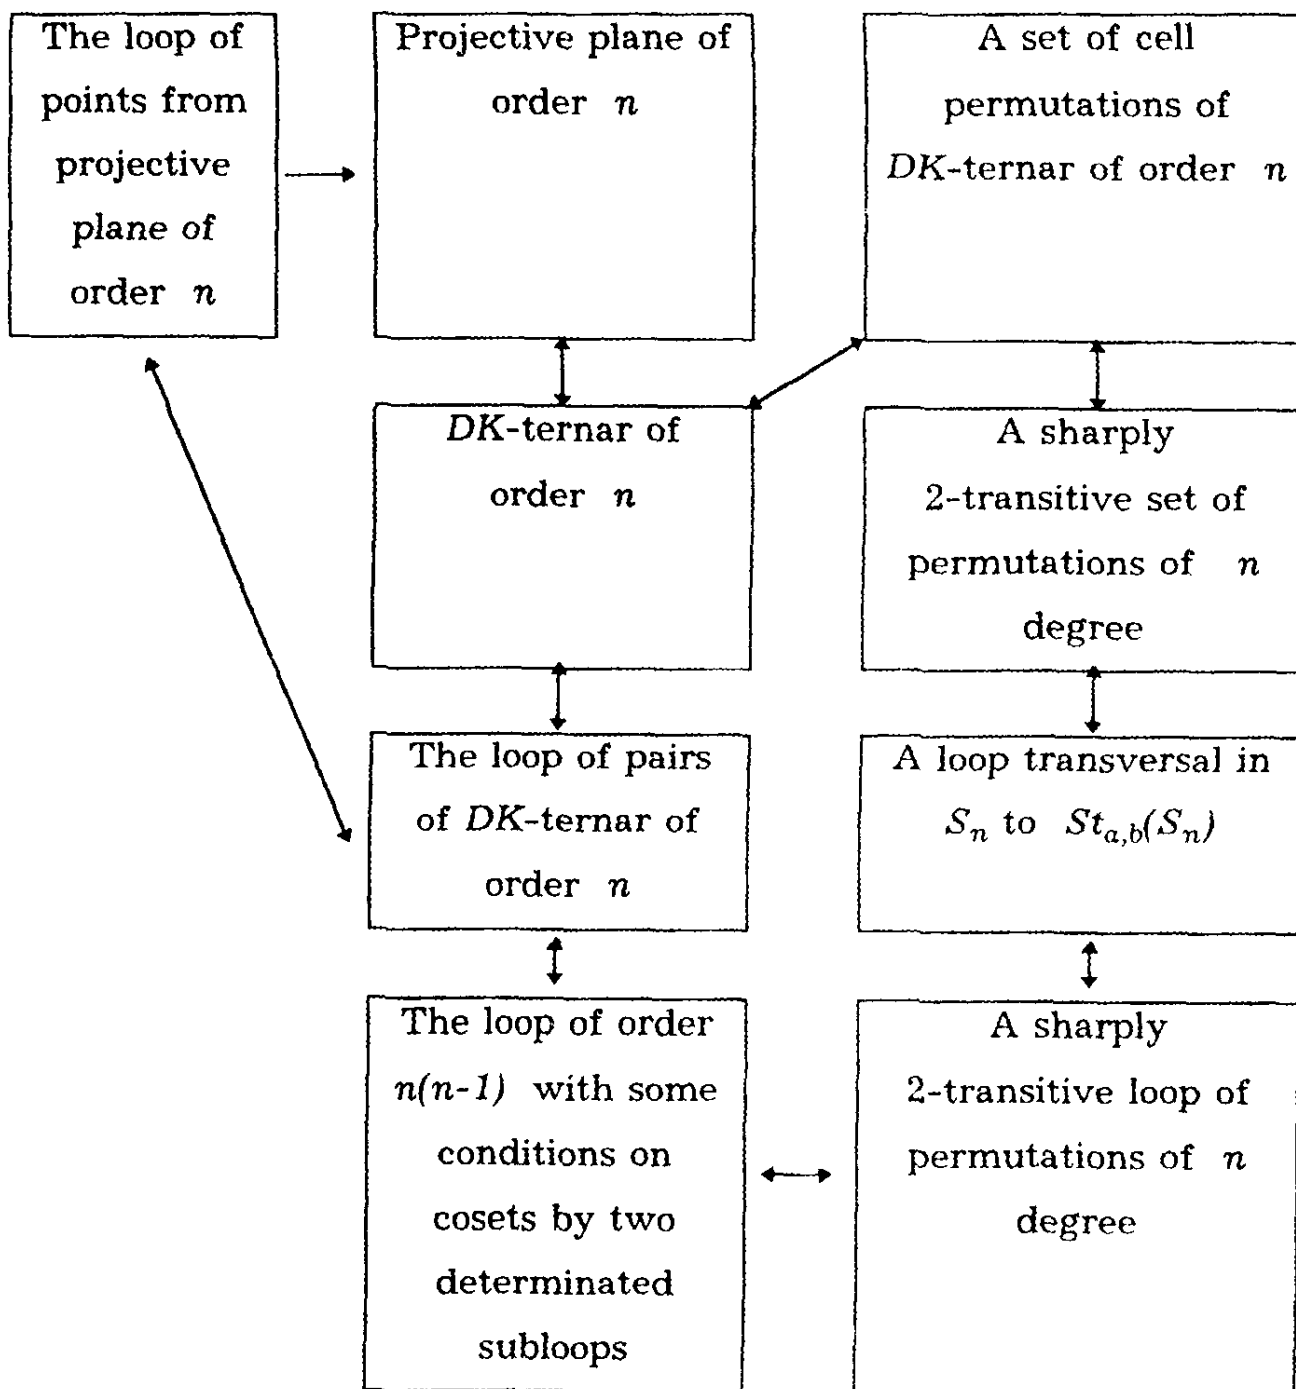 The loop of
points from
projective
plane of
order n
Projective plane of
order n
A set of cell
permutations of
DK-ternar of order n
DK-ternar of
order n
A sharply
2-transitive set of
permutations of n
degree
The loop of pairs
of DK-ternar of
order n
A loop transversal in
Sₙ to St_{a,b}(Sₙ)
The loop of order
n(n-1) with some
conditions on
cosets by two
determinated
subloops
A sharply
2-transitive loop of
permutations of n
degree